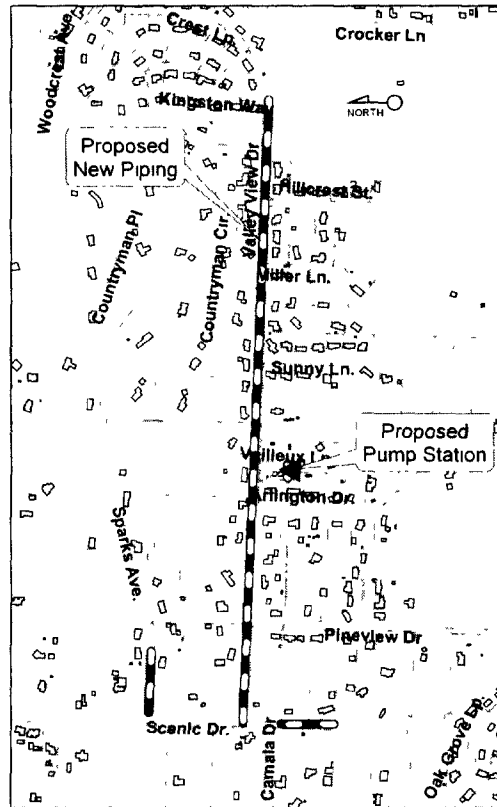 Crest Ln.
Crocker Ln
Woodcrest Ave.
Kingston Way
NORTH
Proposed
New Piping
Valley View Dr
Hillcrest St.
Countryman Pl
Countryman Cir.
Miller Ln.
Sunny Ln.
Proposed
Pump Station
Arlington Dr.
Sparks Ave.
Pineview Dr
Scenic Dr.
Camala Dr
Oak Grove Lp